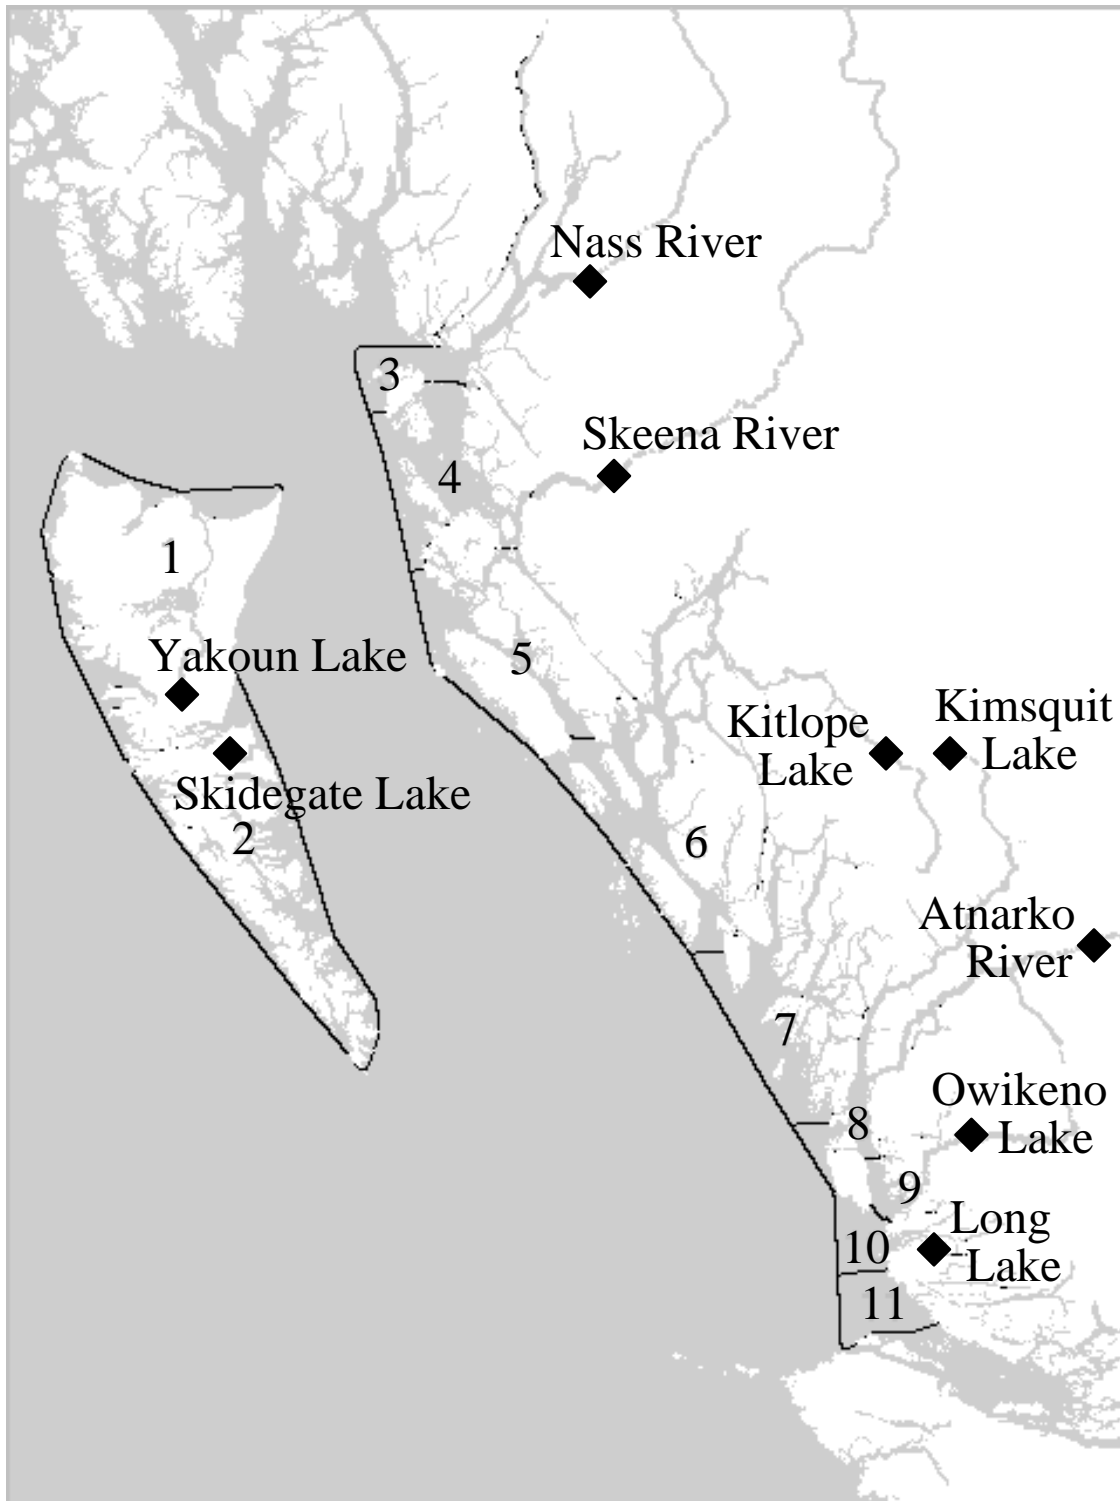 Nass River
3
Skeena River
4
1
Yakoun Lake
5
Kitlope
Lake
Kimsquit
Lake
Skidegate Lake
2
6
Atnarko
River
7
Owikeno
Lake
8
9
Long
Lake
10
11